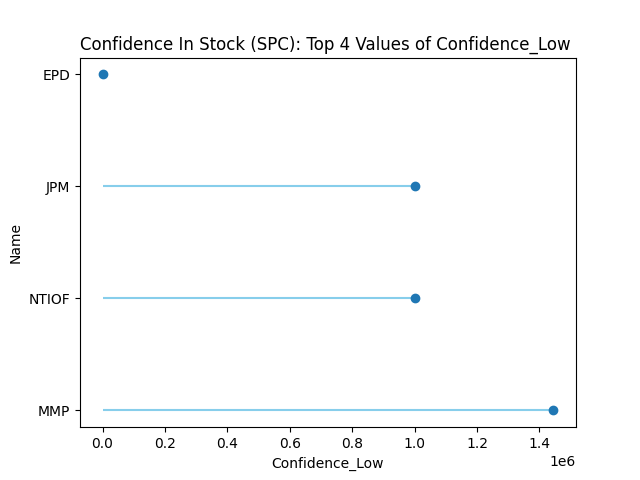 Confidence In Stock (SPC): Top 4 Values of Confidence_Low
EPD
JPM
NTIOF
MMP
Name
0.0 0.2 0.4 0.6 0.8 1.0 1.2 1.4
1e6
Confidence_Low